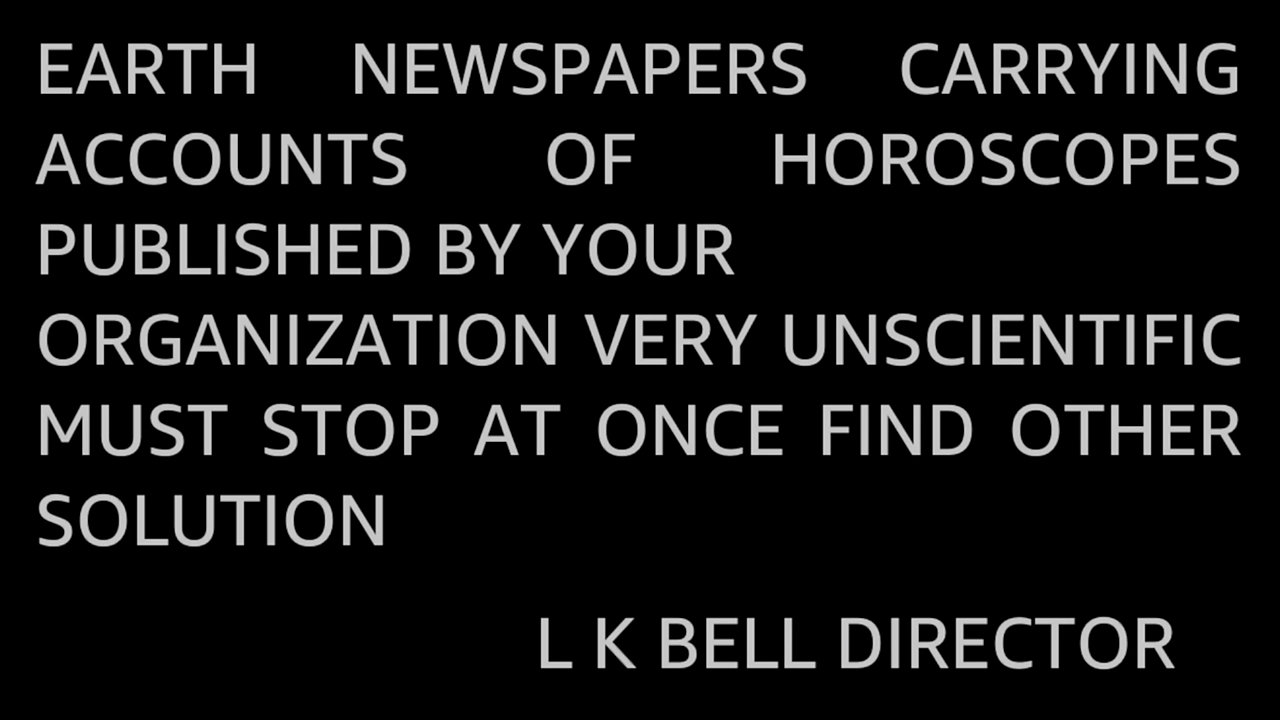 EARTH NEWSPAPERS CARRYING
ACCOUNTS OF HOROSCOPES
PUBLISHED BY YOUR
ORGANIZATION VERY UNSCIENTIFIC
MUST STOP AT ONCE FIND OTHER
SOLUTION
L K BELL DIRECTOR